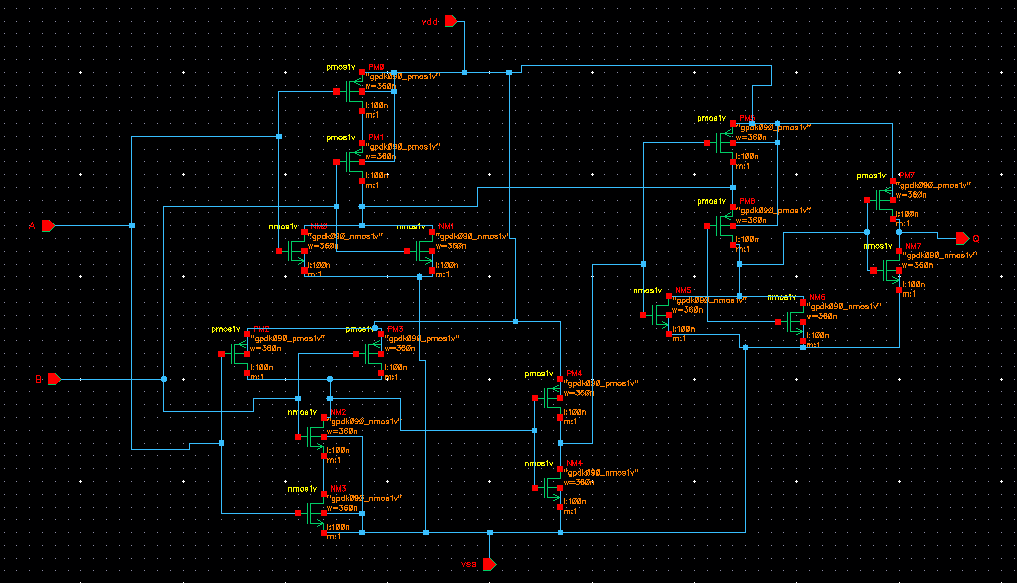 vdd
pmos1v PM0
"gpdk090_pmos1v"
w=360n
l:100n
m:1
pmos1v PM1
"gpdk090_pmos1v"
w=360n
l:100n
m:1
A
nmos1v NM0
"gpdk090_nmos1v"
w=360n
l:100n
m:1
nmos1v NM1
"gpdk090_nmos1v"
w=360n
l:100n
m:1
pmos1v
"gpdk090_pmos1v"
w=360n
l:100n
m:1
pmos1v PM6
"gpdk090_pmos1v"
w=360n
l:100n
m:1
pmos1v PM7
"gpdk090_pmos1v"
w=360n
l:100n
m:1
Q
nmos1v NM7
"gpdk090_nmos1v"
w=360n
l:100n
m:1
nmos1v NM5
"gpdk090_nmos1v"
w=360n
l:100n
m:1
nmos1v NM6
"gpdk090_nmos1v"
w=360n
l:100n
m:1
pmos1v PM2
"gpdk090_pmos1v"
w=360n
l:100n
m:1
pmos1v PM3
"gpdk090_pmos1v"
w=360n
l:100n
m:1
B
nmos1v NM2
"gpdk090_nmos1v"
w=360n
l:100n
m:1
nmos1v NM3
"gpdk090_nmos1v"
w=360n
l:100n
m:1
pmos1v PM4
"gpdk090_pmos1v"
w=360n
l:100n
m:1
nmos1v NM4
"gpdk090_nmos1v"
w=360n
l:100n
m:1
vss